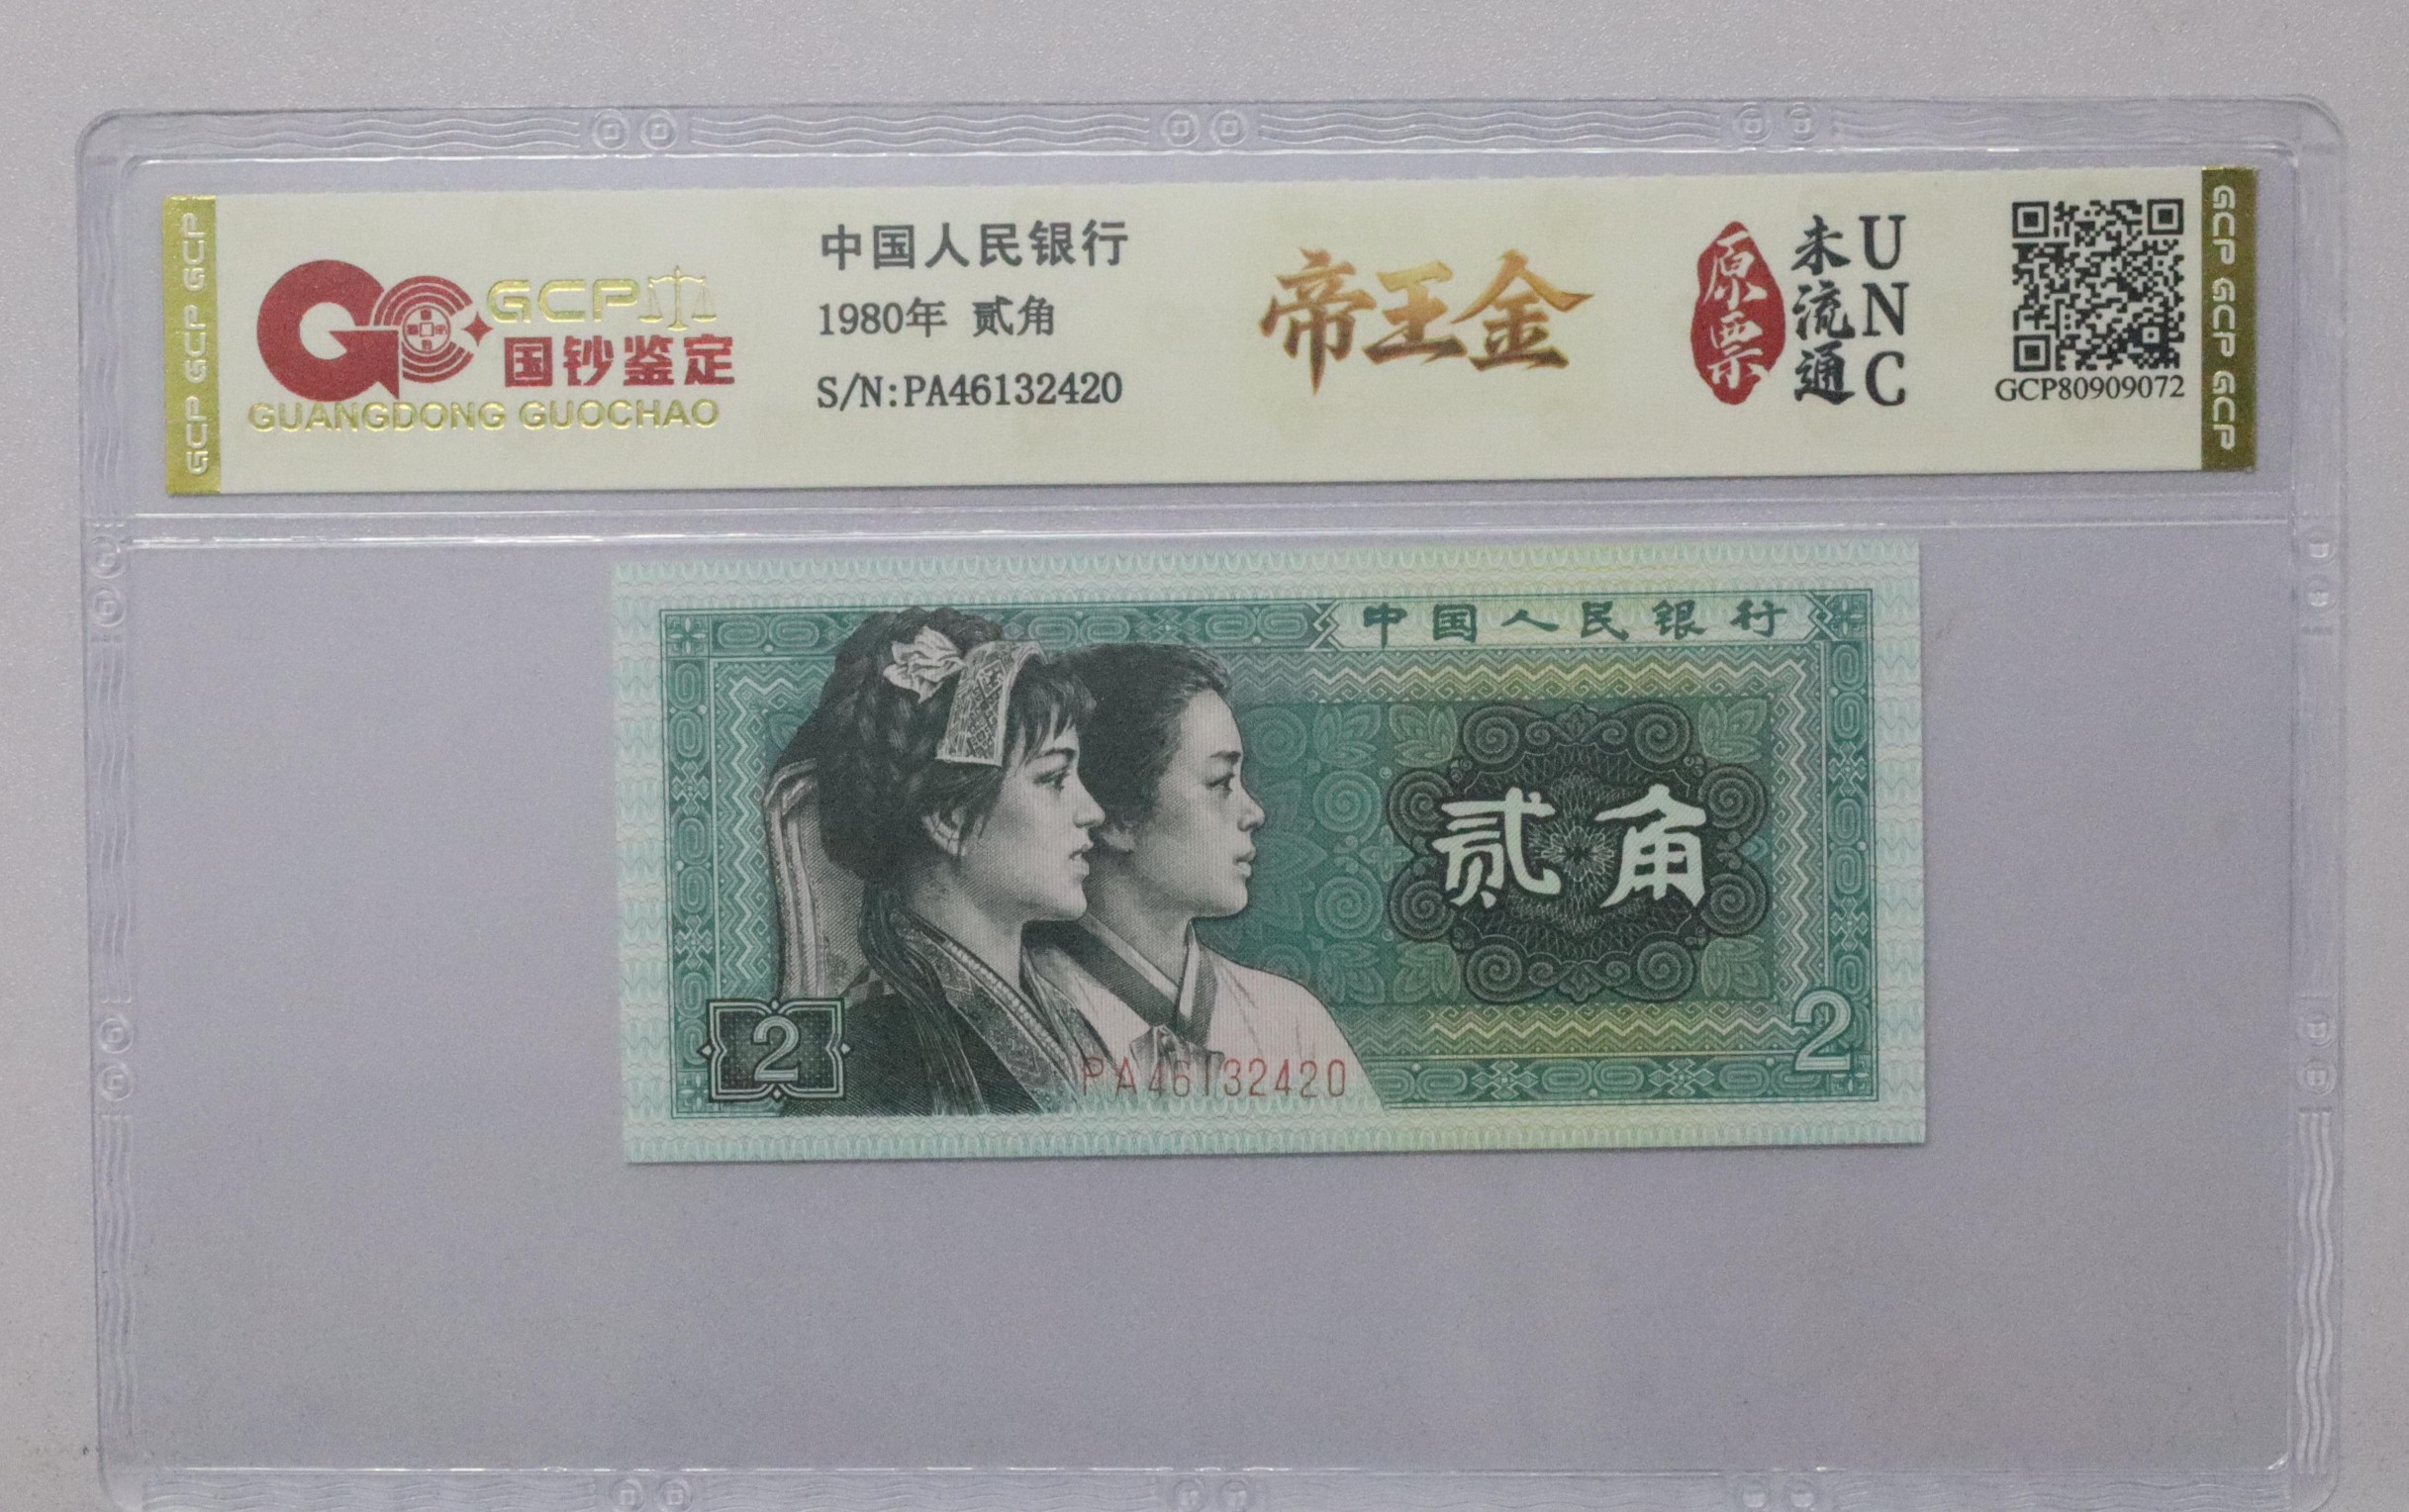 GCP GCP GCP
GCP
国钞鉴定
GUANGDONG GUOCHAO
中国人民银行
1980年 贰角
S/N:PA46132420
帝王金
原票
未流通
UNC
GCP80909072
GCP GCP GCP
中国人民银行
贰角
2
2
PA46132420